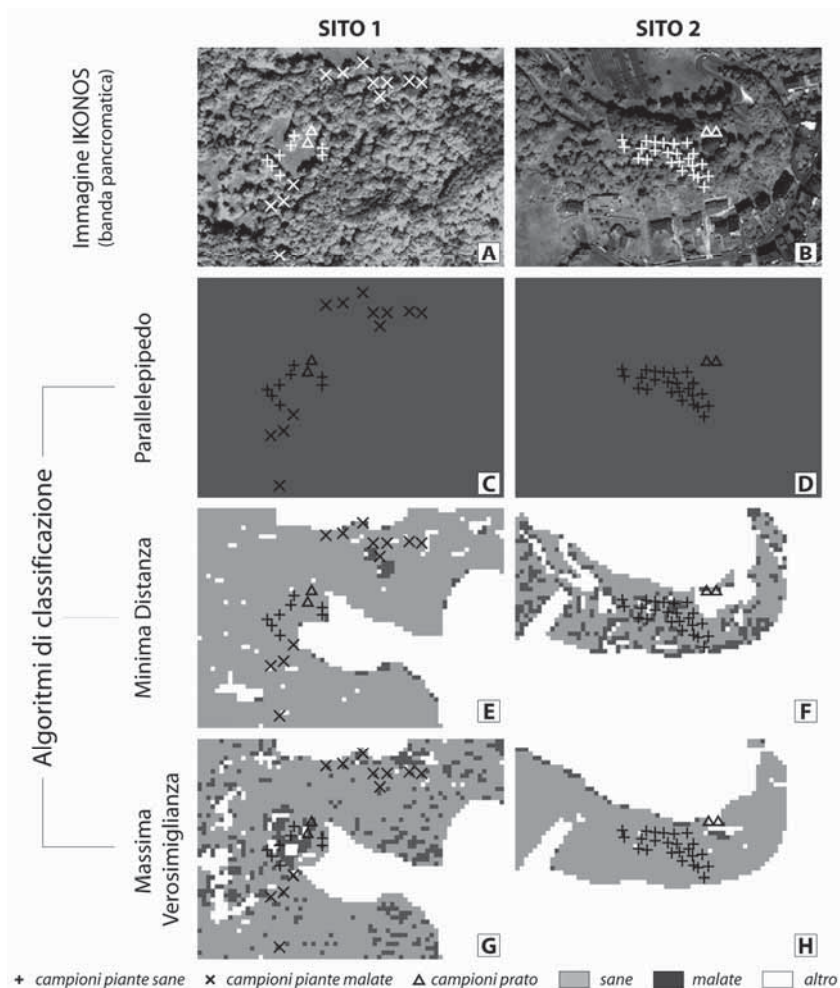 SITO 1
SITO 2
Immagine IKONOS
(banda pancromatica)
A
B
Algoritmi di classificazione
Parallelepipedo
C
D
Minima Distanza
E
F
Massima
Verosimiglianza
G
H
campioni piante sane
campioni piante malate
campioni prato
sane
malate
altro